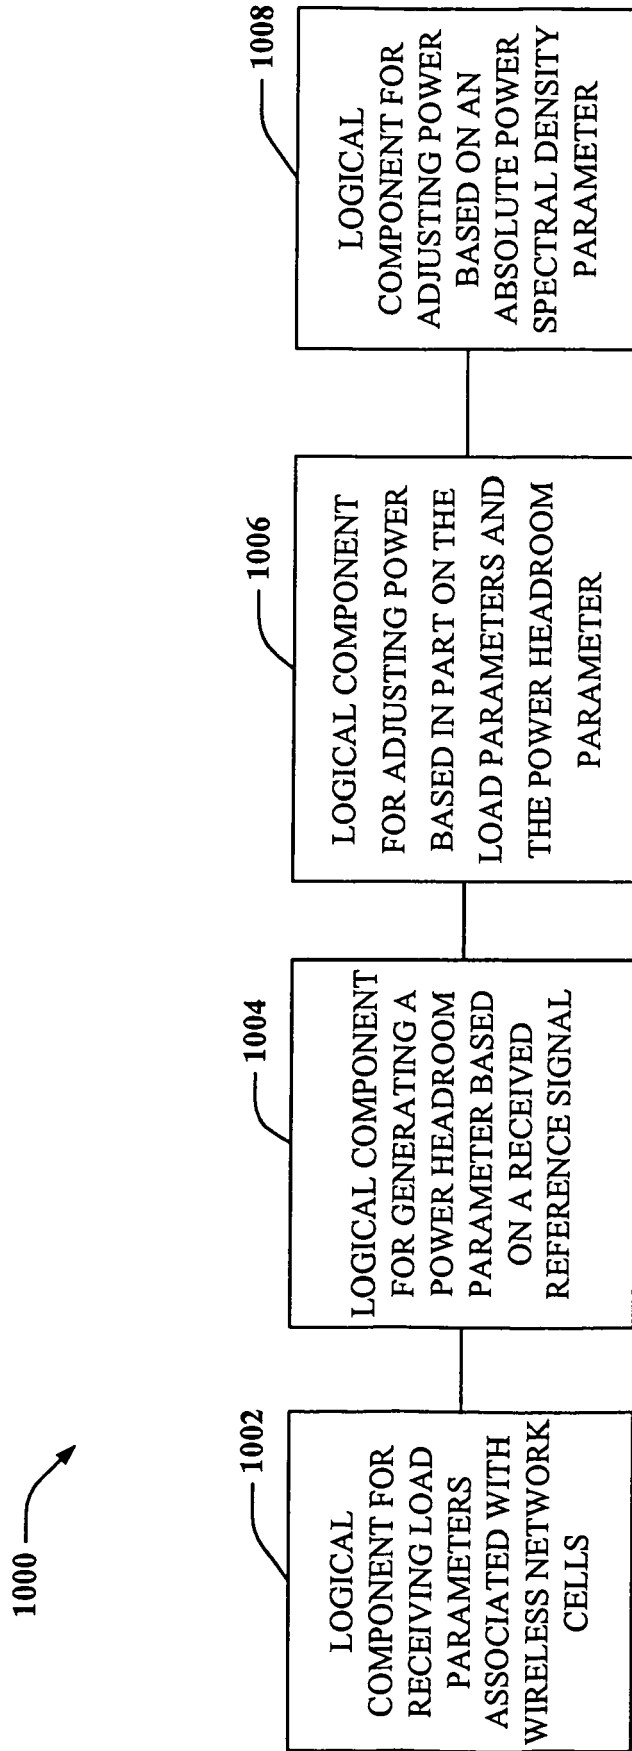 1000
1002
LOGICAL
COMPONENT FOR
RECEIVING LOAD
PARAMETERS
ASSOCIATED WITH
WIRELESS NETWORK
CELLS
1004
LOGICAL COMPONENT
FOR GENERATING A
POWER HEADROOM
PARAMETER BASED
ON A RECEIVED
REFERENCE SIGNAL
1006
LOGICAL COMPONENT
FOR ADJUSTING POWER
BASED IN PART ON THE
LOAD PARAMETERS AND
THE POWER HEADROOM
PARAMETER
1008
LOGICAL
COMPONENT FOR
ADJUSTING POWER
BASED ON AN
ABSOLUTE POWER
SPECTRAL DENSITY
PARAMETER